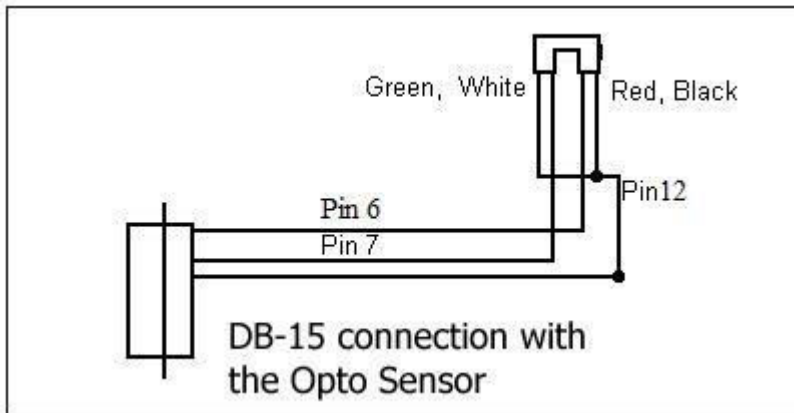 Green, White
Red, Black
Pin12
Pin 6
Pin 7
DB-15 connection with
the Opto Sensor